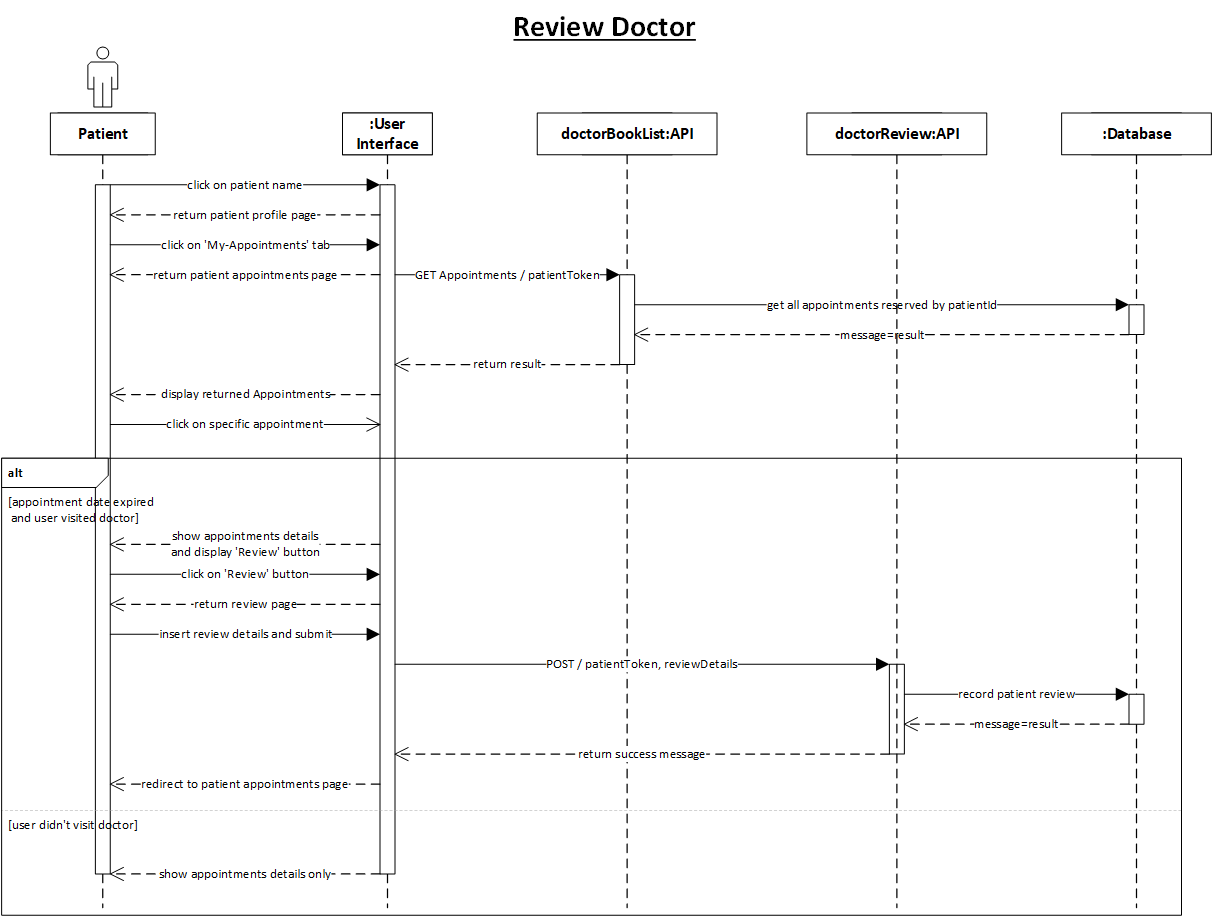 Review Doctor
Patient
:User
Interface
doctorBookList:API
doctorReview:API
:Database
click on patient name
return patient profile page
click on 'My-Appointments' tab
return patient appointments page
GET Appointments / patientToken
get all appointments reserved by patientId
message=result
return result
display returned Appointments
click on specific appointment
alt
[appointment date expired
and user visited doctor]
show appointments details
and display 'Review' button
click on 'Review' button
return review page
insert review details and submit
POST / patientToken, reviewDetails
record patient review
message=result
return success message
redirect to patient appointments page
[user didn't visit doctor]
show appointments details only